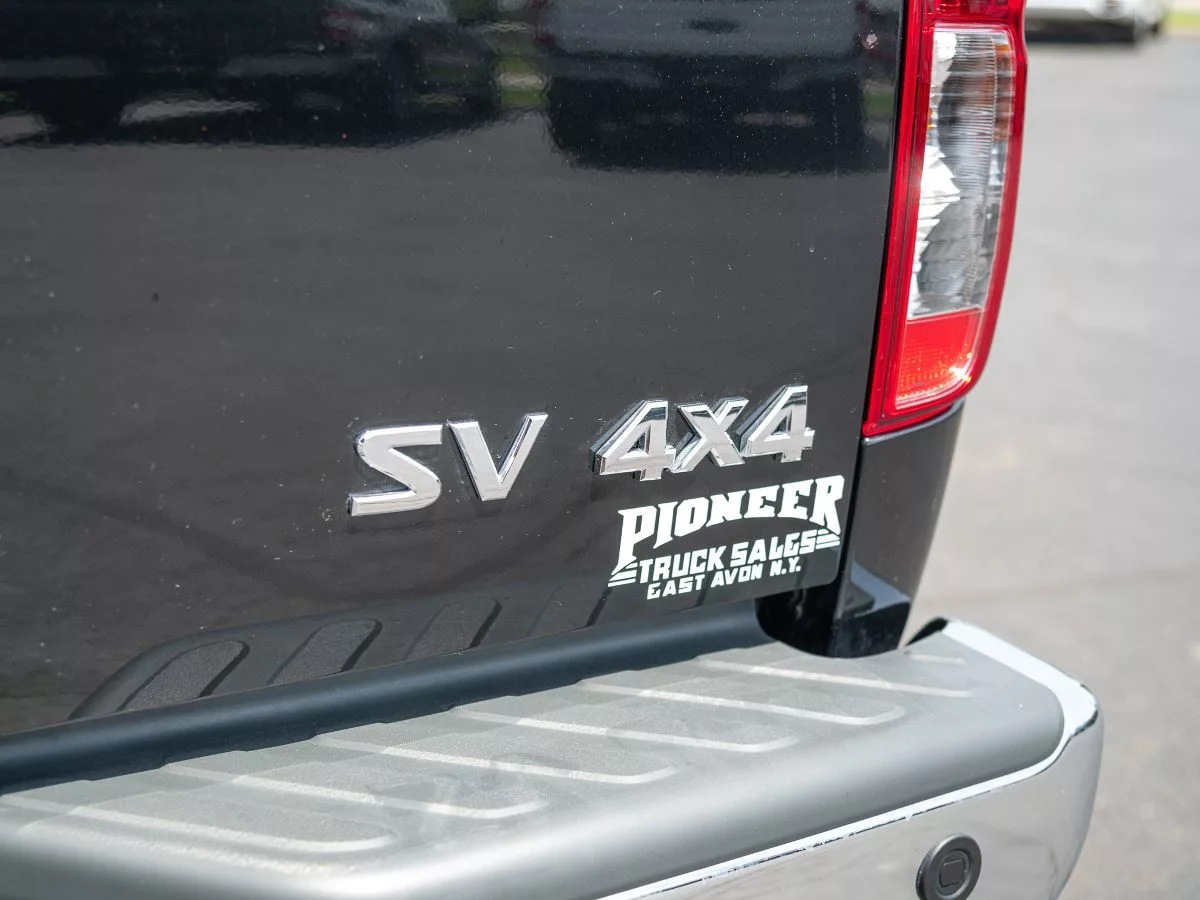 SV 4x4
PIONEER
TRUCK SALES
EAST AVON N.Y.